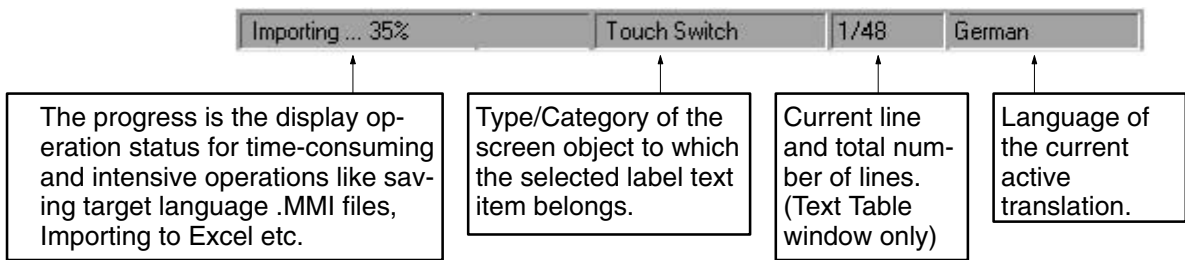 Importing ... 35% Touch Switch 1/48 German
The progress is the display op-
eration status for time-consuming
and intensive operations like sav-
ing target language .MMI files,
Importing to Excel etc.
Type/Category of the
screen object to which
the selected label text
item belongs.
Current line
and total num-
ber of lines.
(Text Table
window only)
Language of
the current
active
translation.